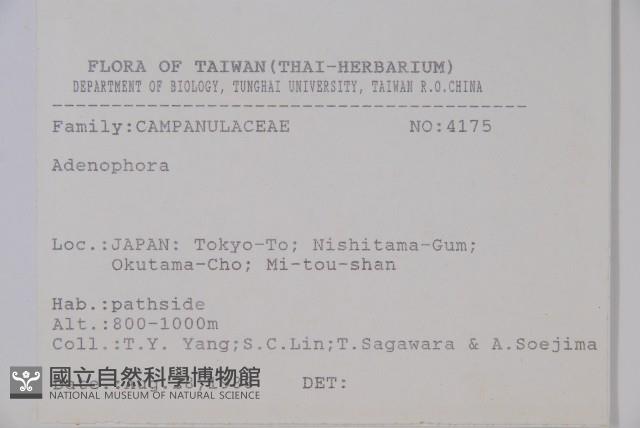 FLORA OF TAIWAN(THAI-HERBARIUM)
DEPARTMENT OF BIOLOGY, TUNGHAI UNIVERSITY, TAIWAN R.O.CHINA
Family:CAMPANULACEAE NO:4175
Adenophora
Loc.:JAPAN: Tokyo-To; Nishitama-Gum;
Okutama-Cho; Mi-tou-shan
Hab.:pathside
Alt.:800-1000m
Coll.:T.Y. Yang;S.C.Lin;T.Sagawara & A.Soejima
DET:
國立自然科學博物館
NATIONAL MUSEUM OF NATURAL SCIENCE